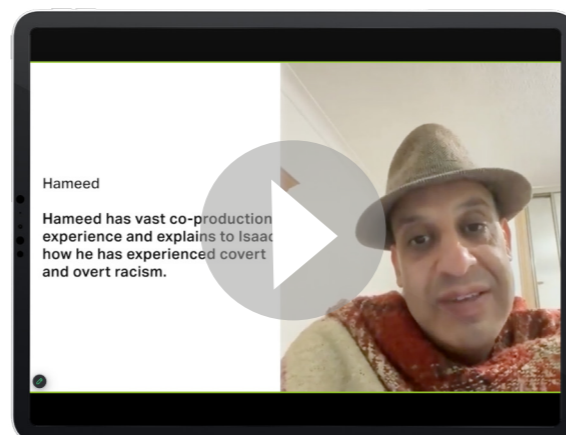 Hameed
Hameed has vast co-production
experience and explains to Isaac
how he has experienced covert
and overt racism.